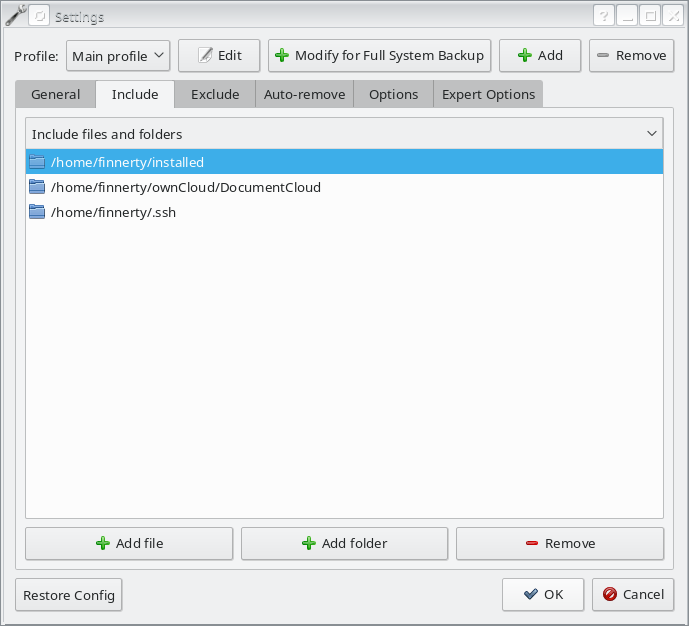 Settings
Profile: Main profile Edit Modify for Full System Backup Add Remove
General Include Exclude Auto-remove Options Expert Options
Include files and folders
/home/finnerty/installed
/home/finnerty/ownCloud/DocumentCloud
/home/finnerty/.ssh
Add file Add folder Remove
Restore Config OK Cancel